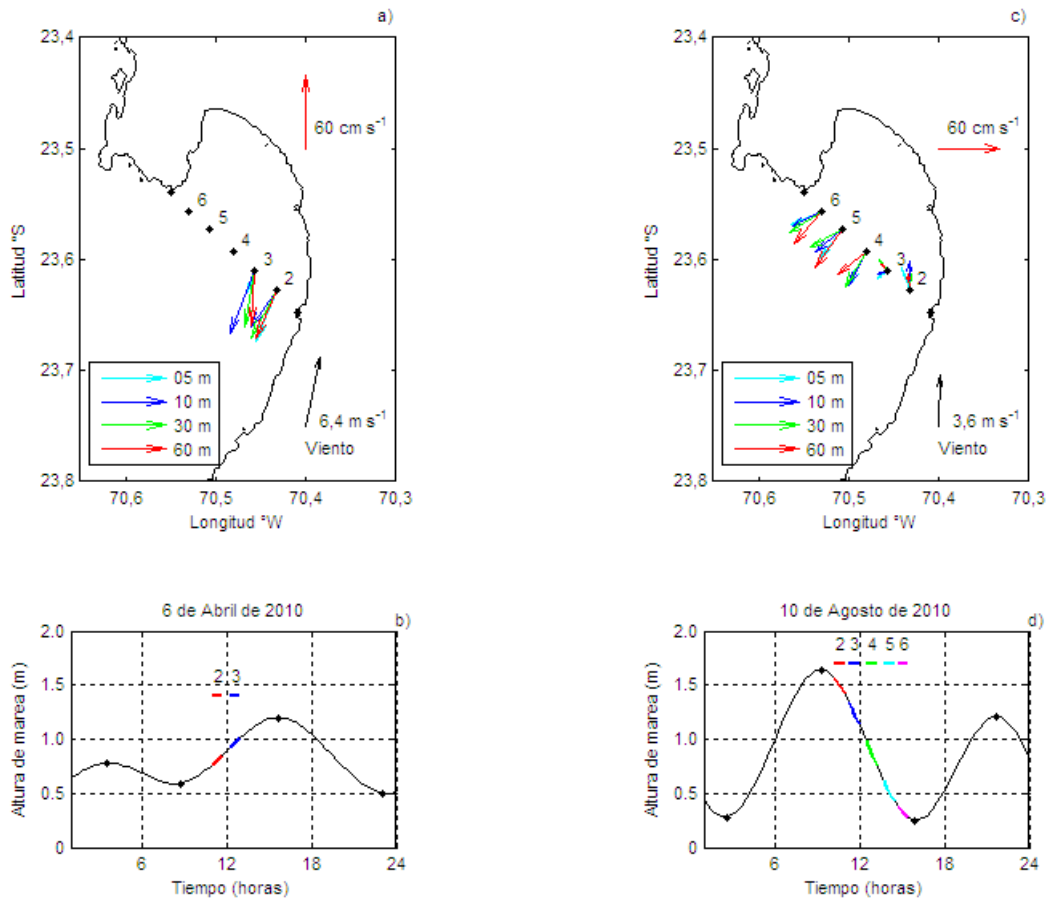 a)
23,4
23,5
23,6
23,7
23,8
Latitud °S
60 cm s⁻¹
6
5
4
3
2
05 m
10 m
30 m
60 m
6,4 m s⁻¹
Viento
70,6
70,5
70,4
70,3
Longitud °W
c)
23,4
23,5
23,6
23,7
23,8
Latitud °S
60 cm s⁻¹
6
5
4
3
2
05 m
10 m
30 m
60 m
3,6 m s⁻¹
Viento
70,6
70,5
70,4
70,3
Longitud °W
6 de Abril de 2010
b)
2.0
1.5
1.0
0.5
0
Altura de marea (m)
2 3
6
12
18
24
Tiempo (horas)
10 de Agosto de 2010
d)
2.0
1.5
1.0
0.5
0
Altura de marea (m)
2 3 4 5 6
6
12
18
24
Tiempo (horas)